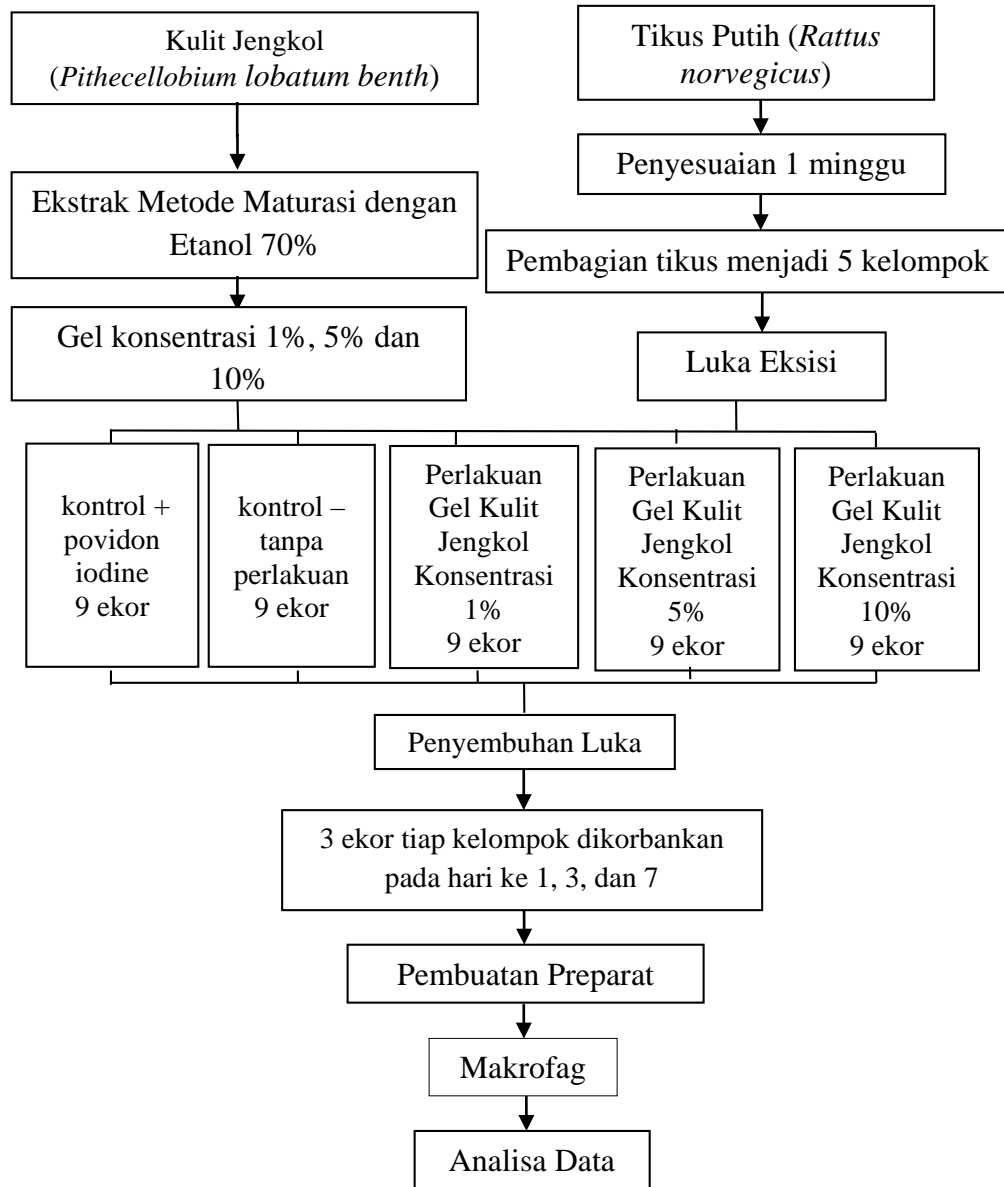 Kulit Jengkol
(Pithecellobium lobatum benth)
Tikus Putih (Rattus
norvegicus)
Penyesuaian 1 minggu
Ekstrak Metode Maturasi dengan
Etanol 70%
Pembagian tikus menjadi 5 kelompok
Gel konsentrasi 1%, 5% dan
10%
Luka Eksisi
kontrol +
povidon
iodine
9 ekor
kontrol –
tanpa
perlakuan
9 ekor
Perlakuan
Gel Kulit
Jengkol
Konsentrasi
1%
9 ekor
Perlakuan
Gel Kulit
Jengkol
Konsentrasi
5%
9 ekor
Perlakuan
Gel Kulit
Jengkol
Konsentrasi
10%
9 ekor
Penyembuhan Luka
3 ekor tiap kelompok dikorbankan
pada hari ke 1, 3, dan 7
Pembuatan Preparat
Makrofag
Analisa Data